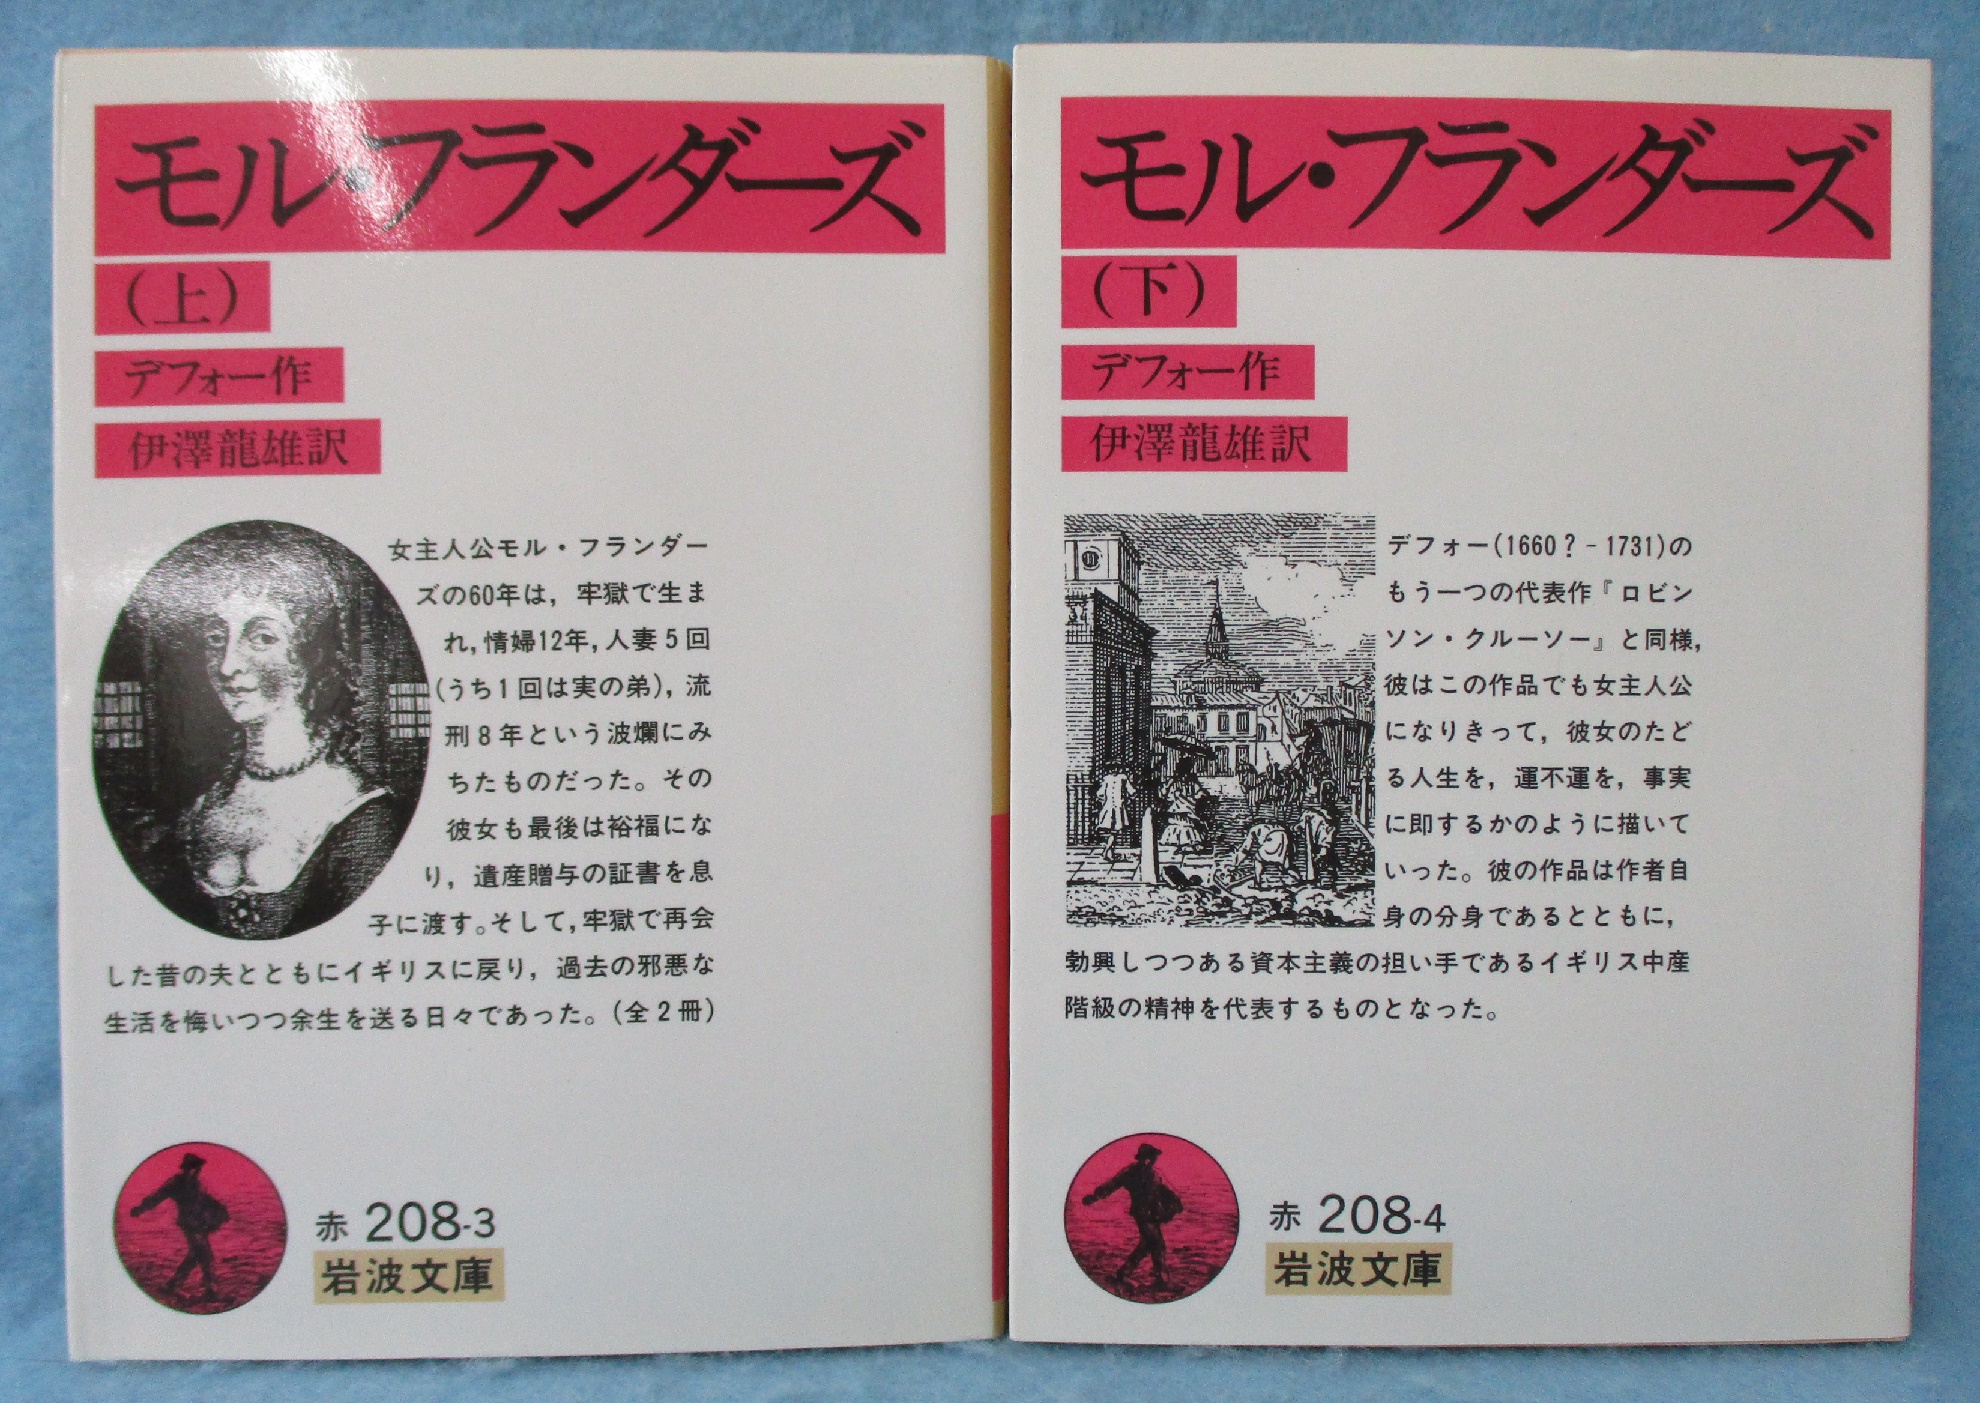 モル・フランダーズ
(上)
デフォー作
伊澤龍雄訳
女主人公モル・フランダー
ズの60年は，牢獄で生ま
れ，情婦12年，人妻5回
(うち1回は実の弟)，流
刑8年という波爛にみ
ちたものだった。その
彼女も最後は裕福にな
り，遺産贈与の証書を息
子に渡す。そして，牢獄で再会
した昔の夫とともにイギリスに戻り，過去の邪悪な
生活を悔いつつ余生を送る日々であった。(全2冊)
赤 208-3
岩波文庫
モル・フランダーズ
(下)
デフォー作
伊澤龍雄訳
デフォー(1660？-1731)の
もう一つの代表作『ロビン
ソン・クルーソー』と同様，
彼はこの作品でも女主人公
になりきって，彼女のたど
る人生を，運不運を，事実
に即するかのように描いて
いった。彼の作品は作者自
身の分身であるとともに，
勃興しつつある資本主義の担い手であるイギリス中産
階級の精神を代表するものとなった。
赤 208-4
岩波文庫